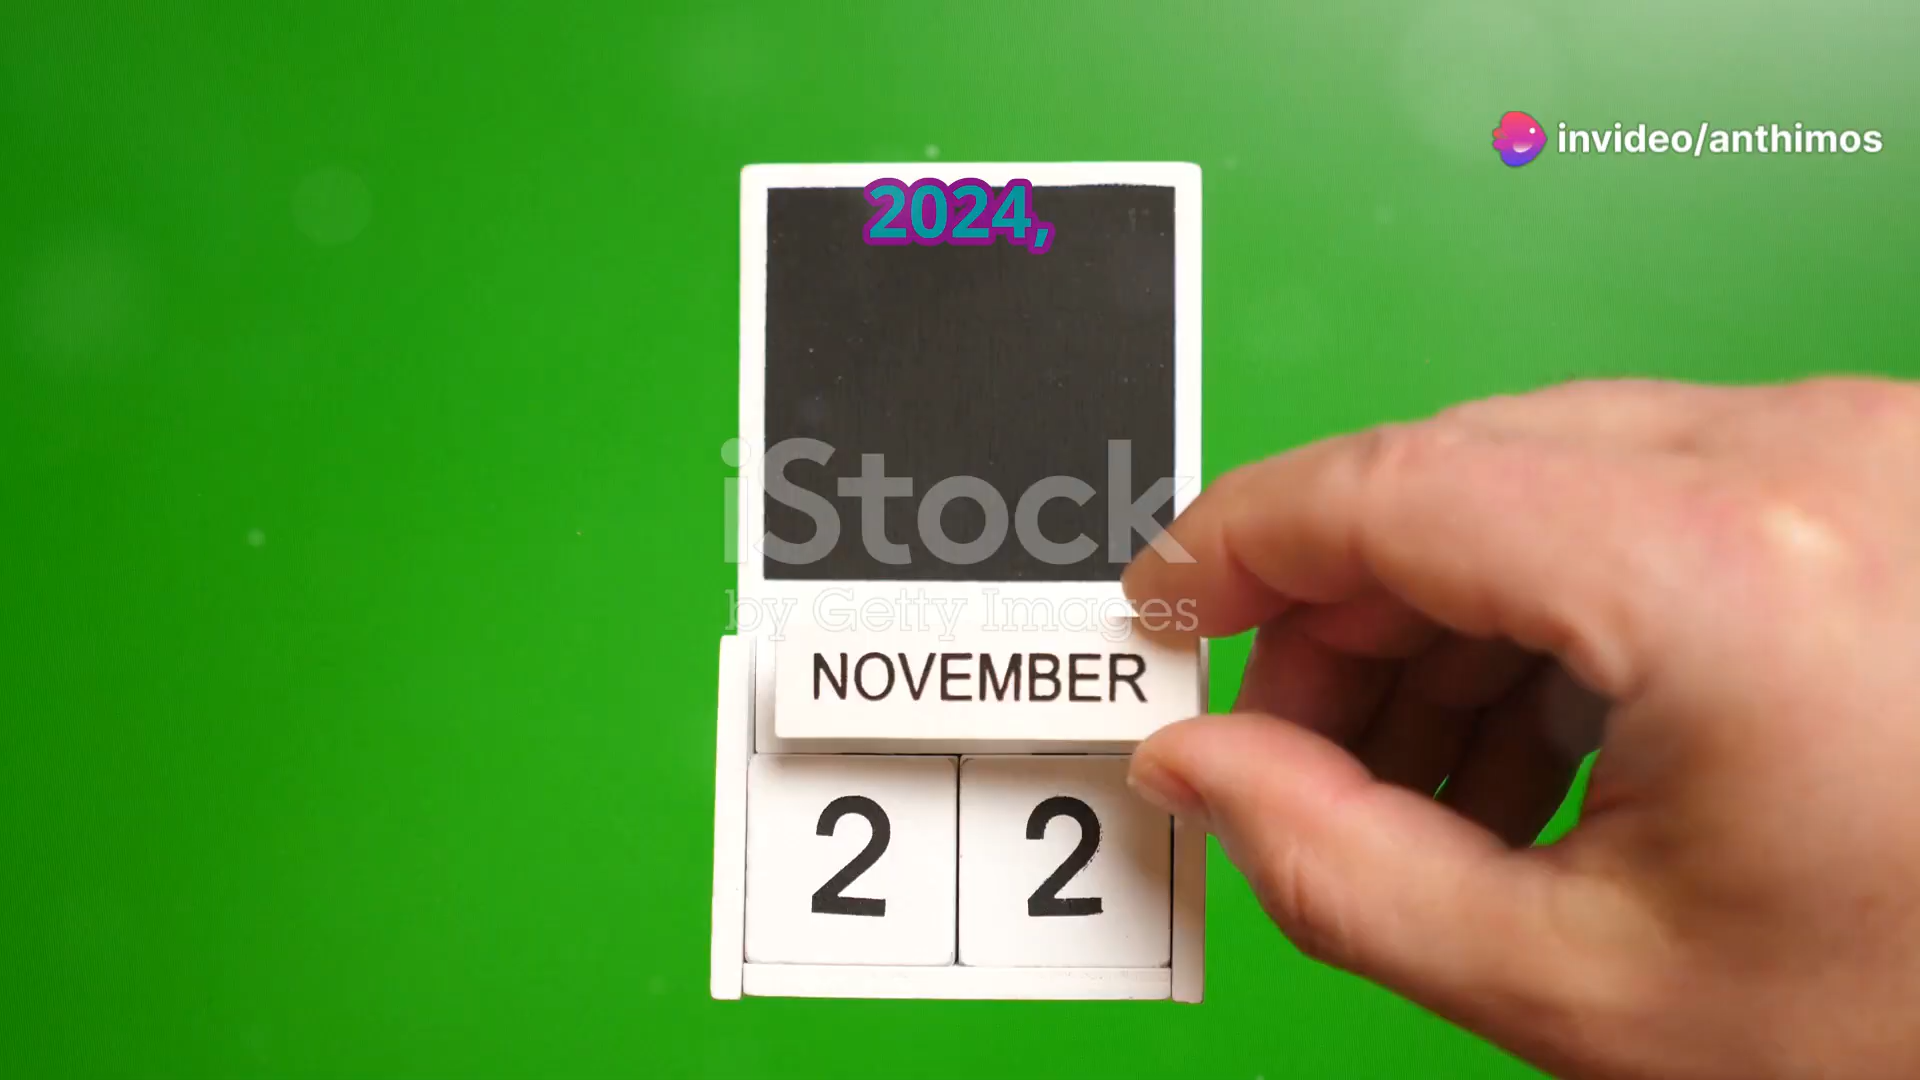 invideo/anthimos
2024,
iStock
by Getty Images
NOVEMBER
2 2